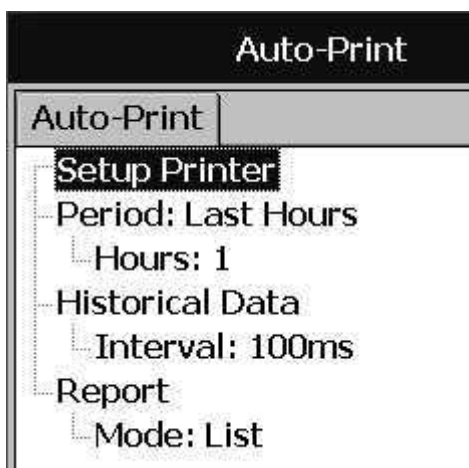 Auto-Print
Auto-Print
Setup Printer
Period: Last Hours
Hours: 1
Historical Data
Interval: 100ms
Report
Mode: List